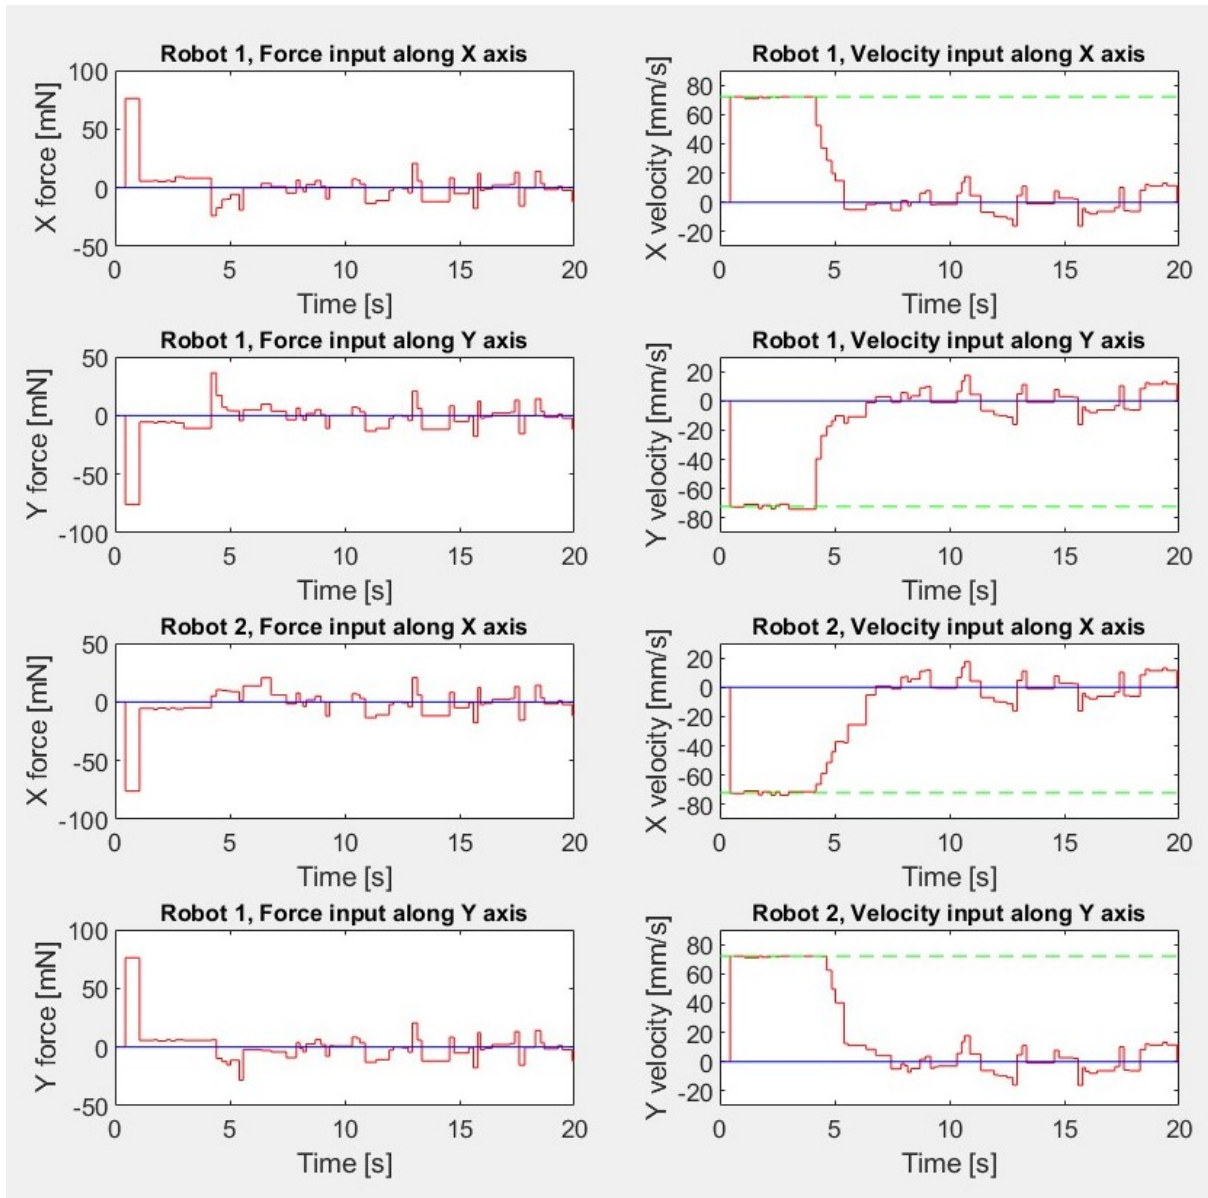 Robot 1, Force input along X axis
X force [mN]
100
50
0
-50
0 5 10 15 20
Time [s]
Robot 1, Velocity input along X axis
X velocity [mm/s]
80
60
40
20
0
-20
0 5 10 15 20
Time [s]
Robot 1, Force input along Y axis
Y force [mN]
50
0
-50
-100
0 5 10 15 20
Time [s]
Robot 1, Velocity input along Y axis
Y velocity [mm/s]
20
0
-20
-40
-60
-80
0 5 10 15 20
Time [s]
Robot 2, Force input along X axis
X force [mN]
50
0
-50
-100
0 5 10 15 20
Time [s]
Robot 2, Velocity input along X axis
X velocity [mm/s]
20
0
-20
-40
-60
-80
0 5 10 15 20
Time [s]
Robot 1, Force input along Y axis
Y force [mN]
100
50
0
-50
0 5 10 15 20
Time [s]
Robot 2, Velocity input along Y axis
Y velocity [mm/s]
80
60
40
20
0
-20
0 5 10 15 20
Time [s]